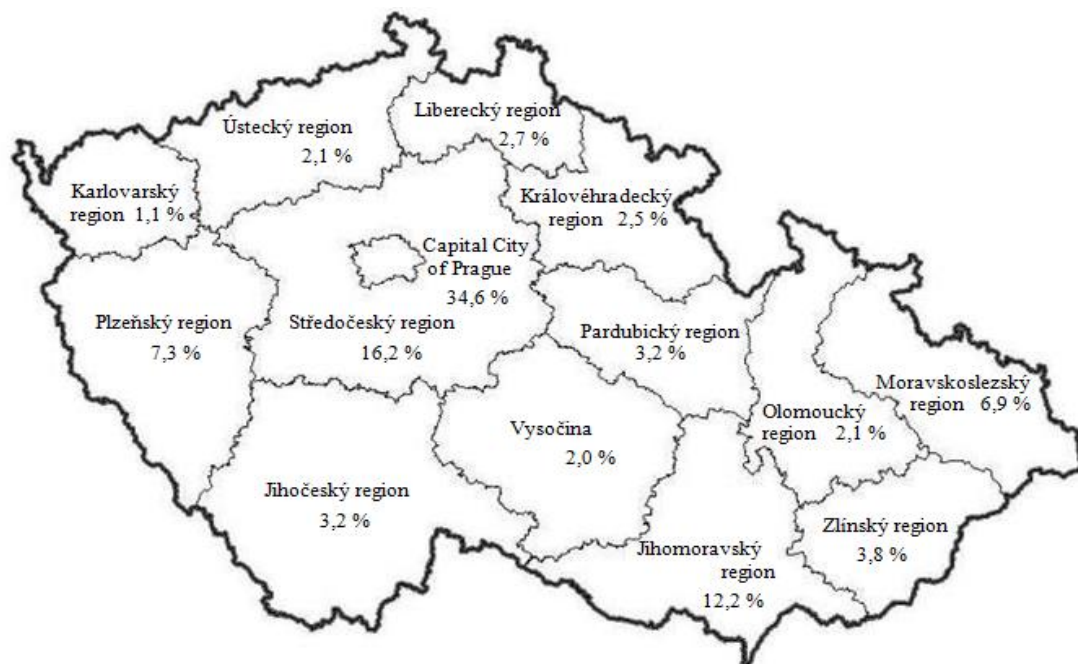 Liberecký region
2,7 %
Ústecký region
2,1 %
Karlovarský
region 1,1 %
Královéhradecký
region 2,5 %
Capital City
of Prague
34,6 %
Plzeňský region
7,3 %
Středočeský region
16,2 %
Pardubický region
3,2 %
Moravskoslezský
region 6,9 %
Olomoucký
region 2,1 %
Vysočina
2,0 %
Jihočeský region
3,2 %
Zlínský region
3,8 %
Jihomoravský
region
12,2 %